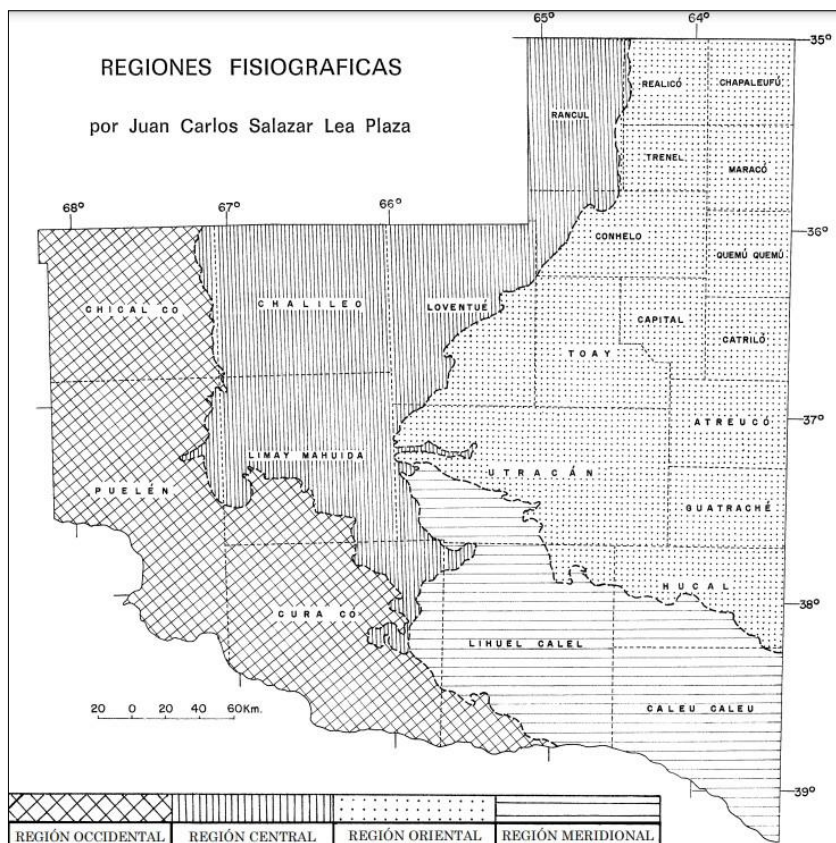 65° 64°
35°
REGIONES FISIOGRAFICAS
REALICÓ
CHAPALEUFÚ
por Juan Carlos Salazar Lea Plaza
RANCUL
TRENEL
MARACÓ
68° 67° 66°
36°
CONHELO
QUEMÚ QUEMÚ
CHICAL CO
CHALILEO
LOVENTUÉ
CAPITAL
CATRILÓ
TOAY
37°
ATREUCÓ
LIMAY MAHUIDA
UTRACÁN
PUELÉN
GUATRACHÉ
HUCAL
38°
CURA CÓ
LIHUEL CALEL
20 0 20 40 60Km.
CALEU CALEU
39°
REGIÓN OCCIDENTAL REGIÓN CENTRAL REGIÓN ORIENTAL REGIÓN MERIDIONAL